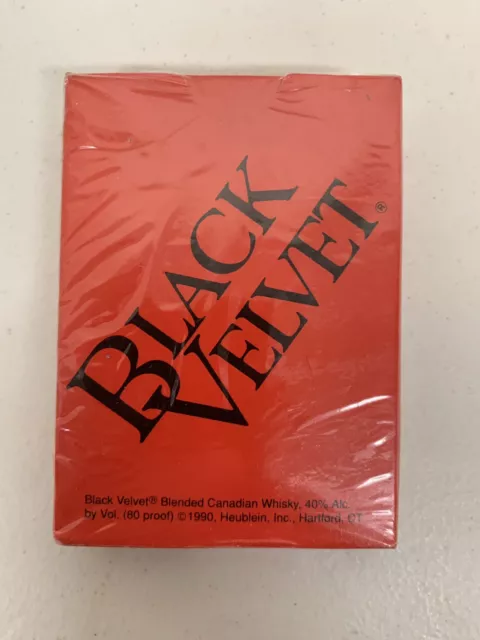 BLACK
VELVET®
Black Velvet® Blended Canadian Whisky, 40% Alc.
by Vol. (80 proof) ©1990, Heublein, Inc., Hartford, CT